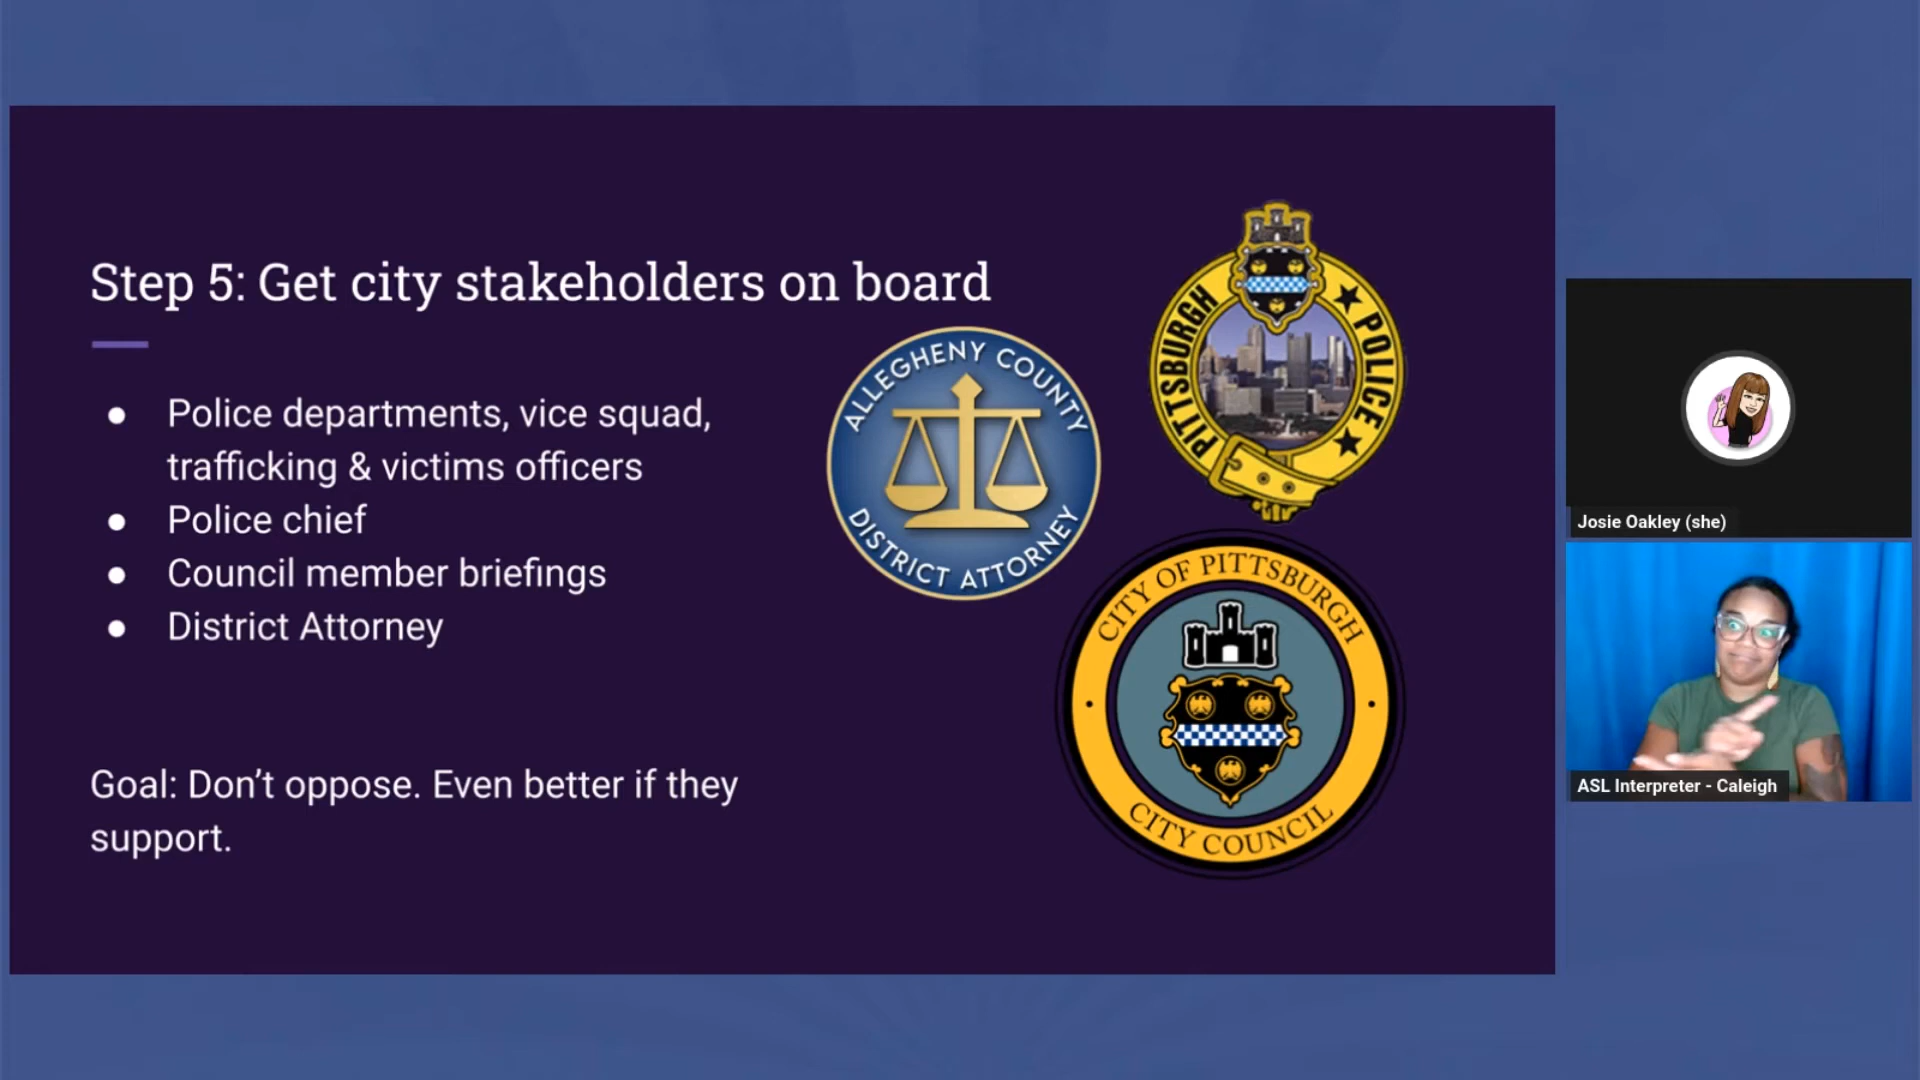 Step 5: Get city stakeholders on board
● Police departments, vice squad,
trafficking & victims officers
● Police chief
● Council member briefings
● District Attorney
Goal: Don’t oppose. Even better if they
support.
ALLEGHENY COUNTY
DISTRICT ATTORNEY
PITTSBURGH
POLICE
CITY OF PITTSBURGH
CITY COUNCIL
Josie Oakley (she)
ASL Interpreter - Caleigh